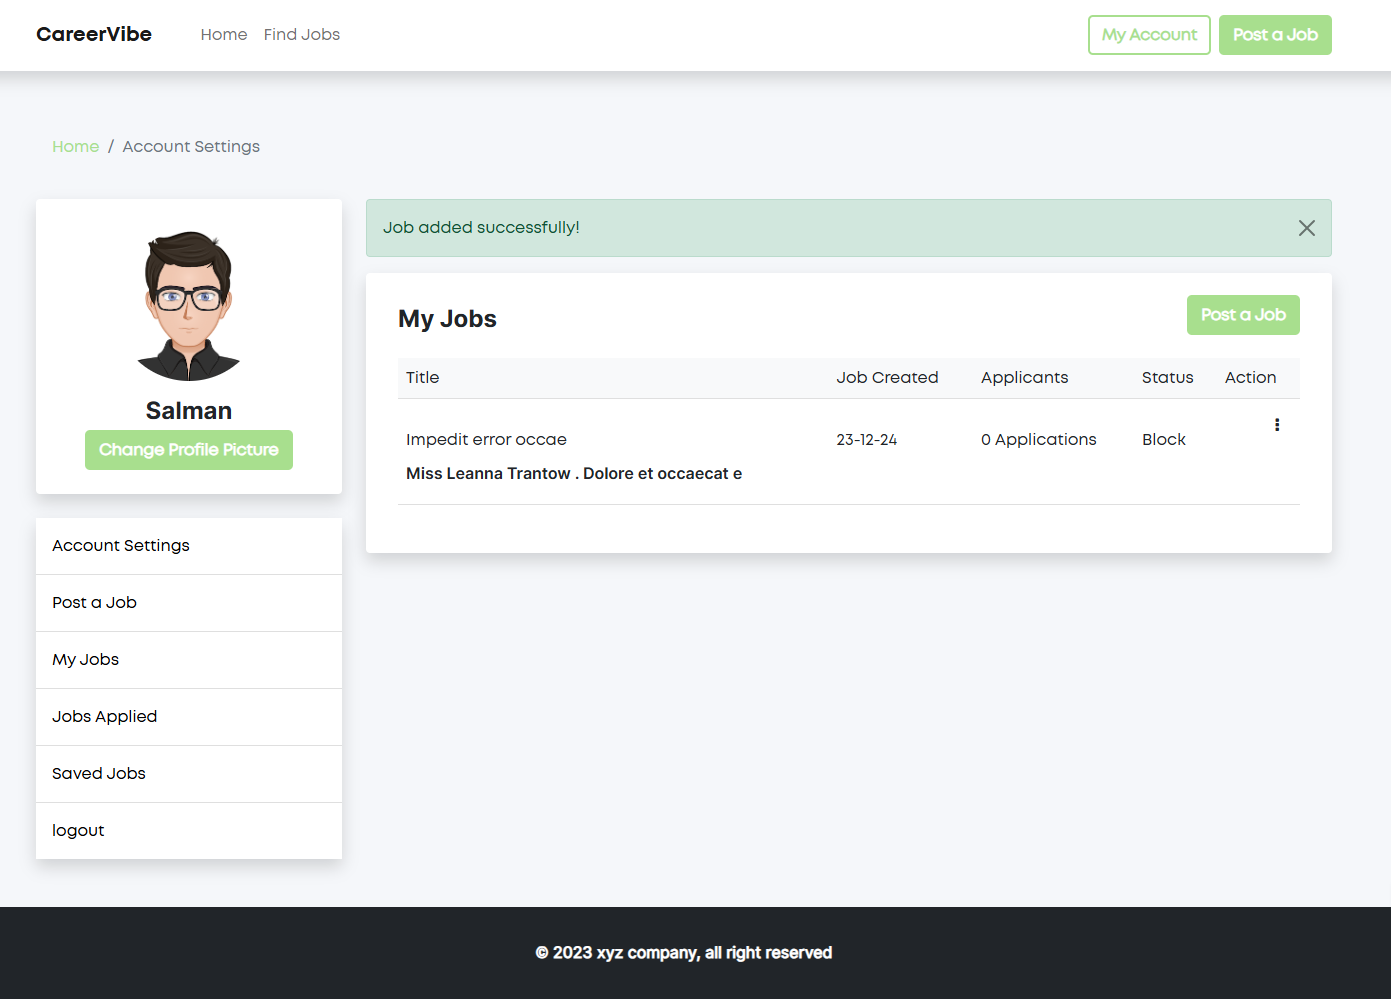 CareerVibe Home Find Jobs My Account Post a Job
Home / Account Settings
Salman
Change Profile Picture
Account Settings
Post a Job
My Jobs
Jobs Applied
Saved Jobs
logout
Job added successfully!
My Jobs Post a Job
Title Job Created Applicants Status Action
Impedit error occae 23-12-24 0 Applications Block
Miss Leanna Trantow . Dolore et occaecat e
© 2023 xyz company, all right reserved